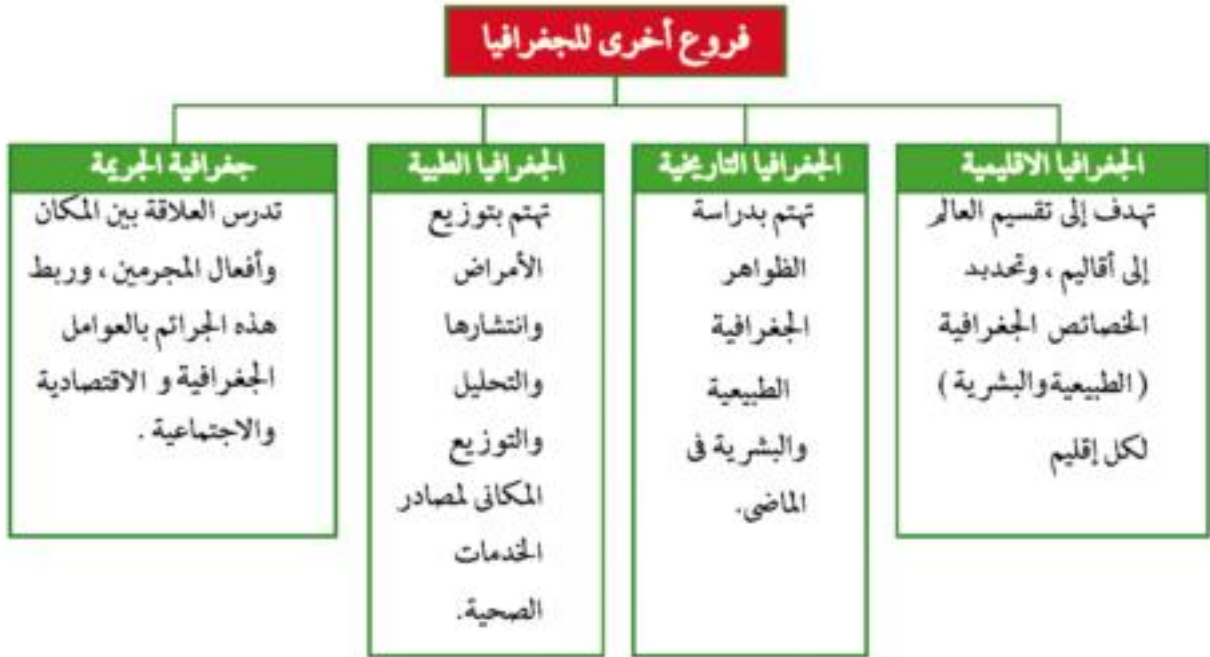 فروع أخرى للجغرافيا
الجغرافيا الاقليمية
تهدف إلى تقسيم العالم
إلى أقاليم ، وتحديد
الخصائص الجغرافية
( الطبيعية والبشرية )
لكل إقليم
الجغرافيا التاريخية
تهتم بدراسة
الظواهر
الجغرافية
الطبيعية
والبشرية فى
الماضى.
الجغرافيا الطبية
تهتم بتوزيع
الأمراض
وانتشارها
والتحليل
والتوزيع
المكانى لمصادر
الخدمات
الصحية.
جغرافية الجريمة
تدرس العلاقة بين المكان
وأفعال المجرمين ، وربط
هذه الجرائم بالعوامل
الجغرافية و الاقتصادية
والاجتماعية .